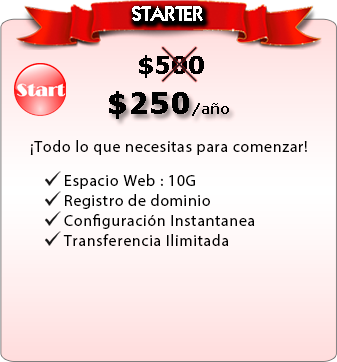 STARTER
$500
Start
$250/año
¡Todo lo que necesitas para comenzar!
✓ Espacio Web : 10G
✓ Registro de dominio
✓ Configuración Instantanea
✓ Transferencia Ilimitada